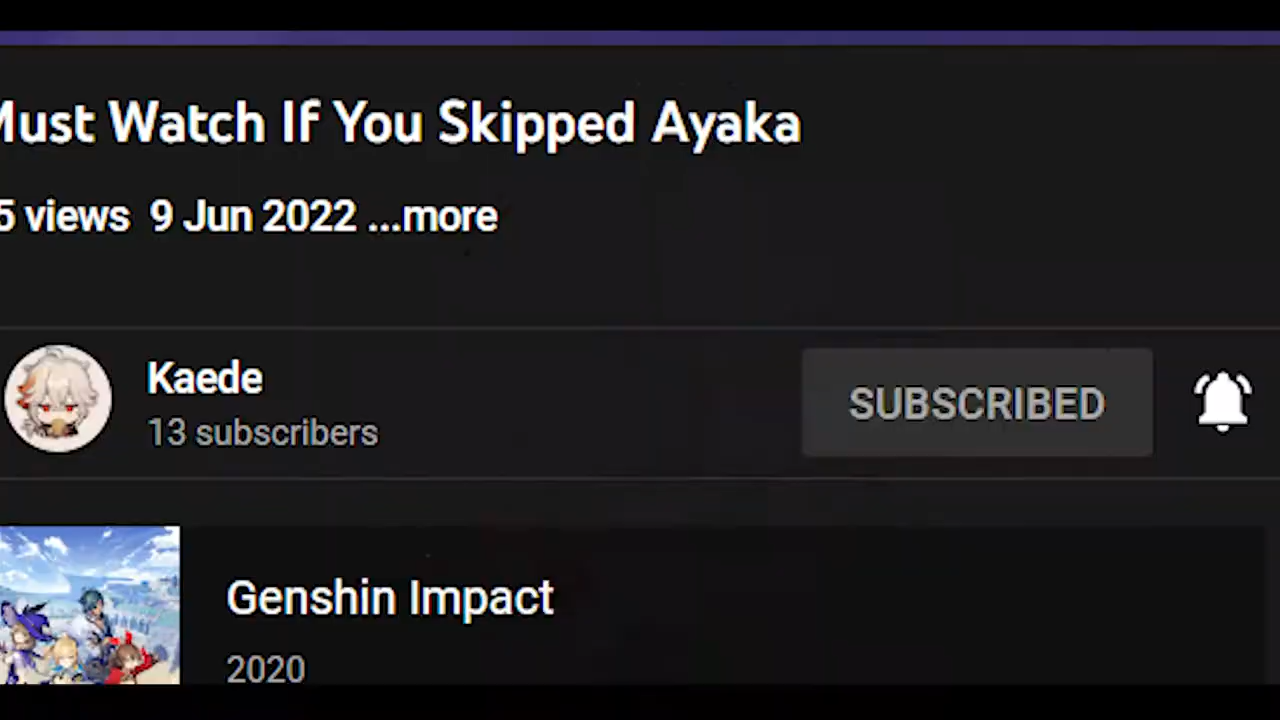 Must Watch If You Skipped Ayaka
5 views 9 Jun 2022 ...more
Kaede
13 subscribers
SUBSCRIBED
Genshin Impact
2020